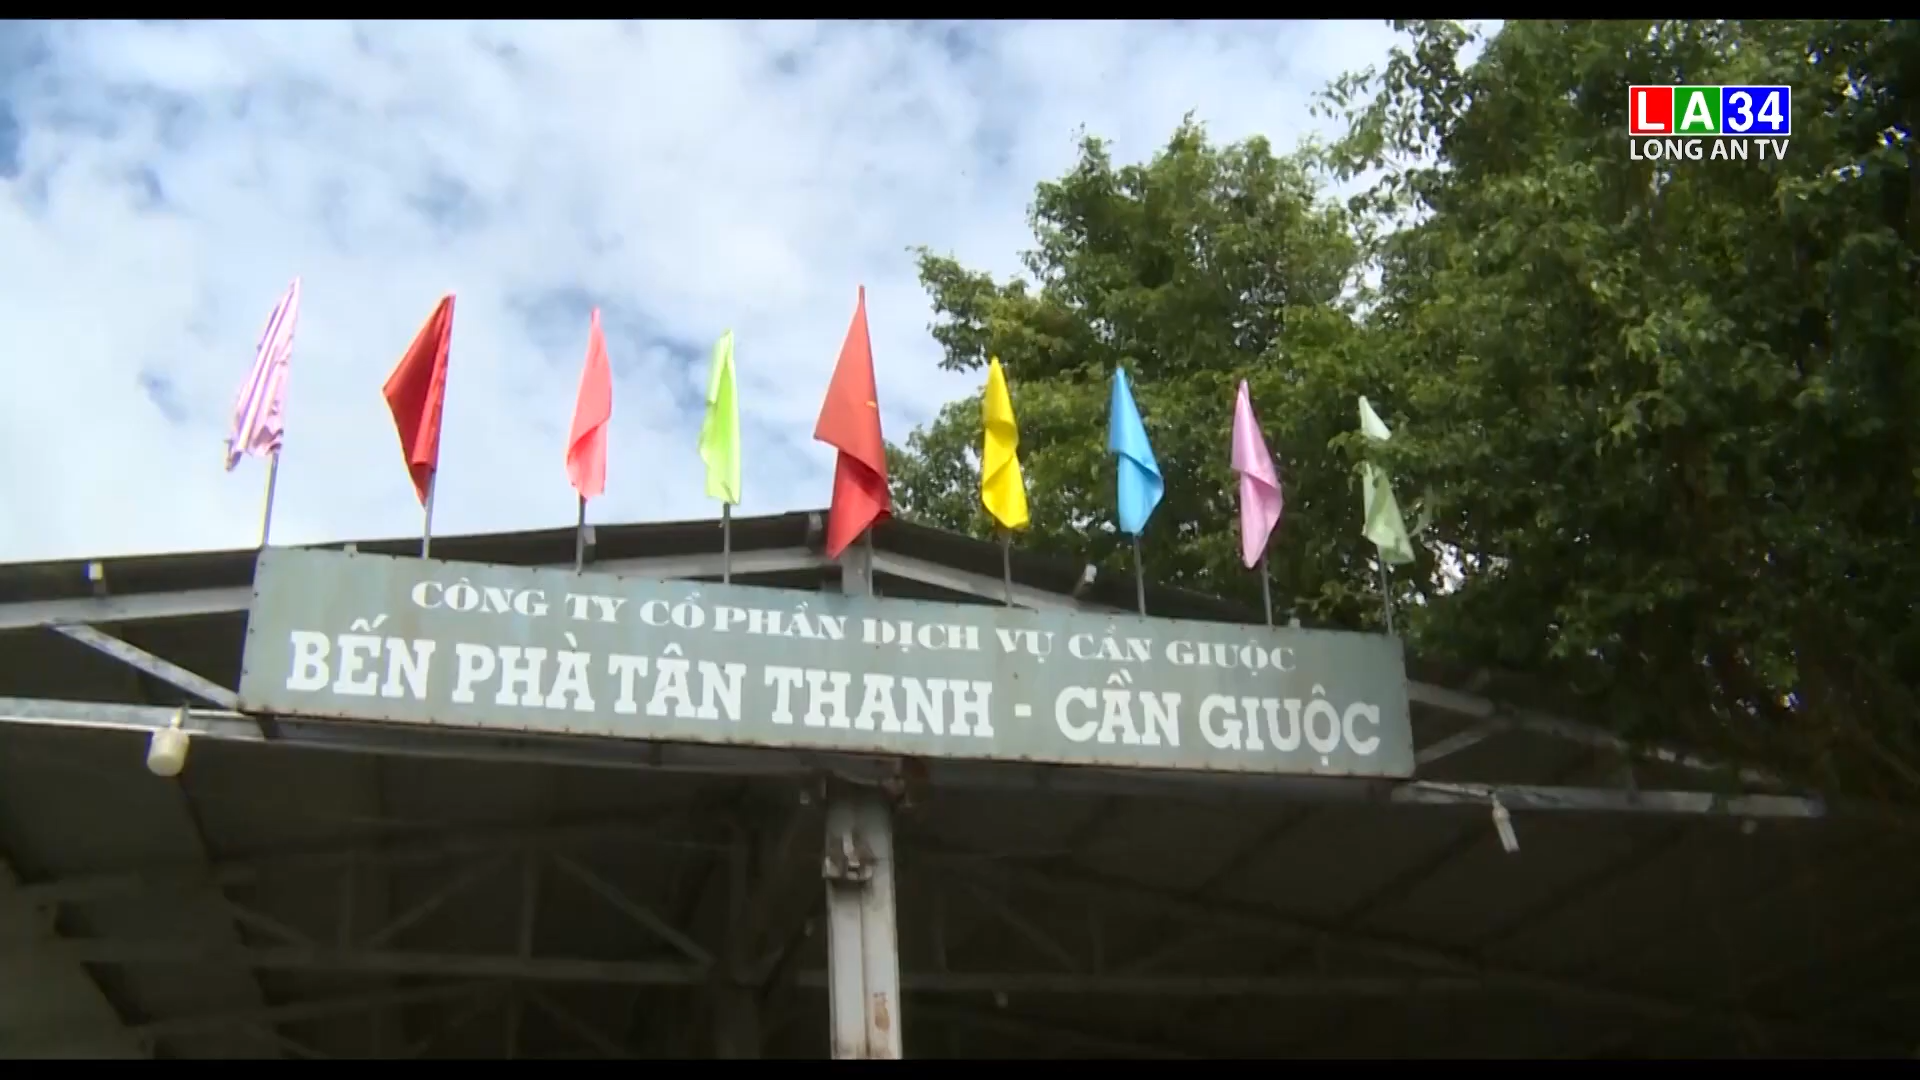 LA34
LONG AN TV
CÔNG TY CỔ PHẦN DỊCH VỤ CẦN GIUỘC
BẾN PHÀ TÂN THANH - CẦN GIUỘC